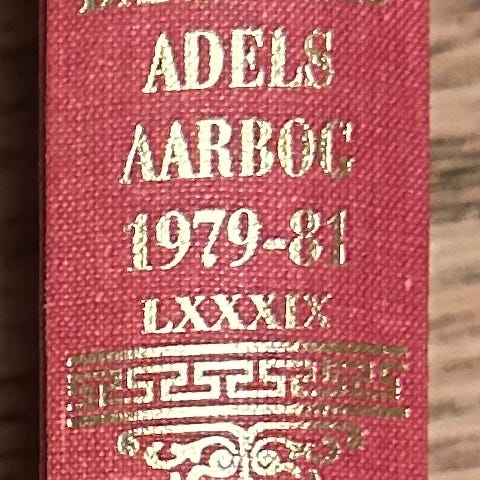 ADELS
AARBOG
1979-81
LXXXIX